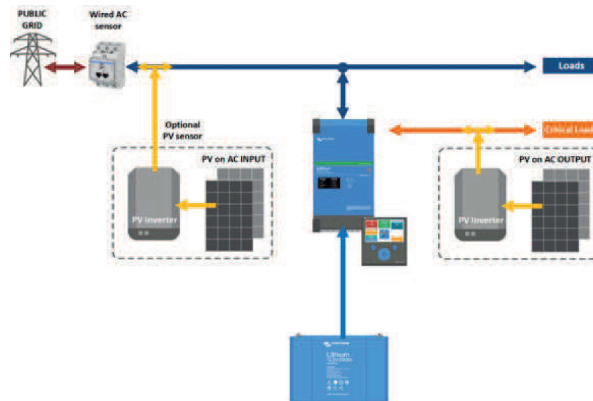 PUBLIC
GRID
Wired AC
sensor
Loads
Optional
PV sensor
Critical Loads
PV on AC INPUT
PV on AC OUTPUT
PV Inverter
PV Inverter
Lithium